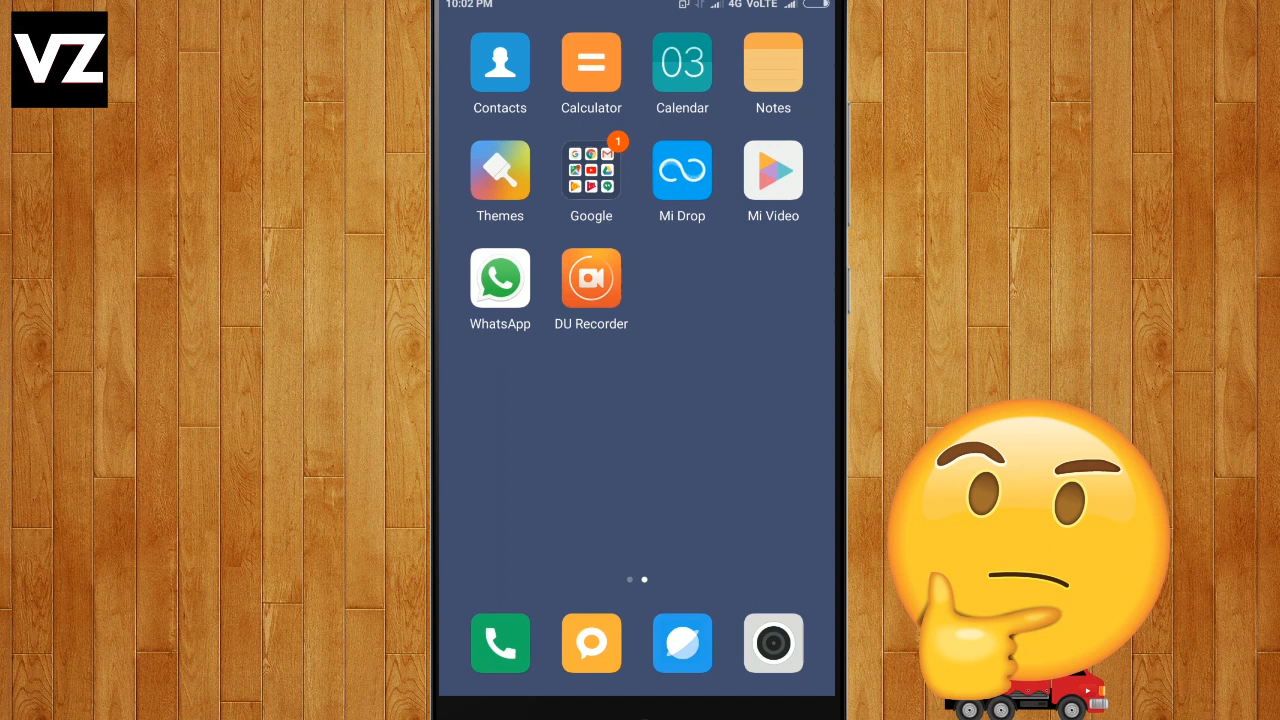 VZ
10:02 PM 4G VoLTE
Contacts Calculator 03 Calendar Notes
1
Themes Google Mi Drop Mi Video
WhatsApp DU Recorder